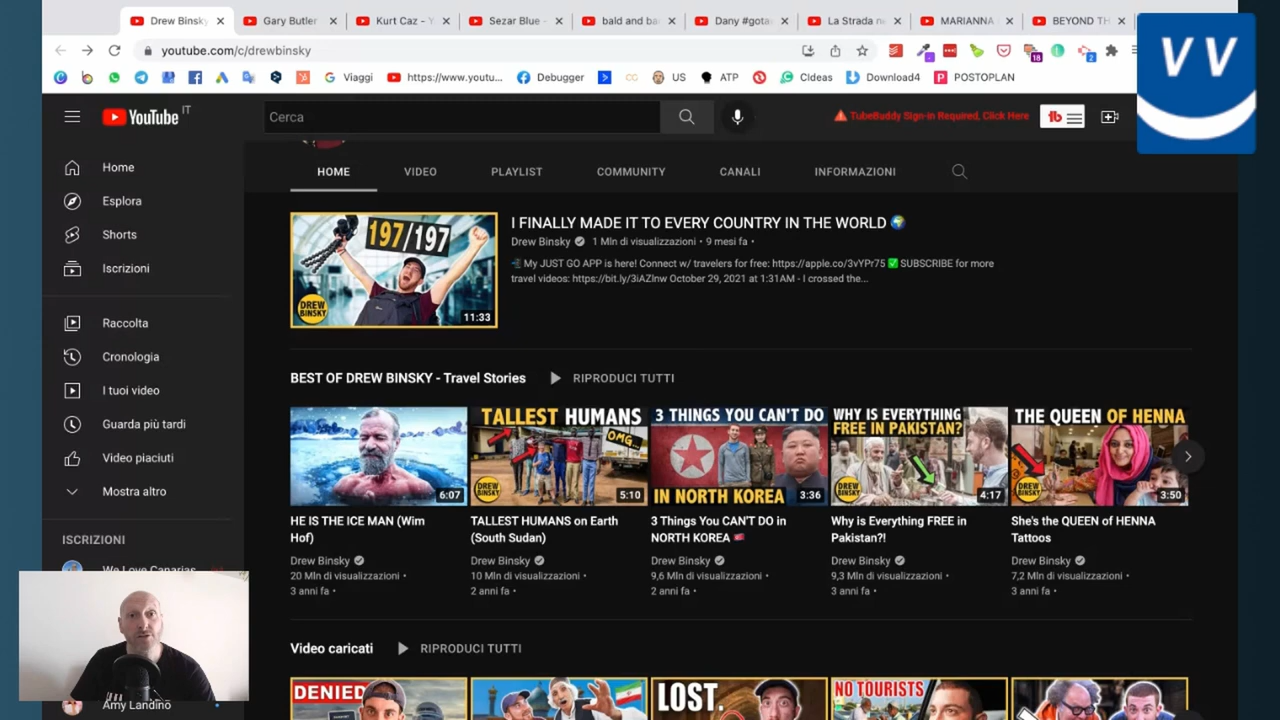 Drew Binsky
Gary Butler
Kurt Caz - Y
Sezar Blue -
bald and ba
Dany #gota
La Strada ne
MARIANNA
BEYOND TH
youtube.com/c/drewbinsky
18
2
Viaggi
https://www.youtu...
Debugger
CG
US
ATP
CIdeas
Download4
POSTOPLAN
VV
YouTube IT
Cerca
TubeBuddy Sign-in Required, Click Here
tb
Home
Esplora
Shorts
Iscrizioni
Raccolta
Cronologia
I tuoi video
Guarda più tardi
Video piaciuti
Mostra altro
ISCRIZIONI
We Love Canarias
Amy Landino
HOME
VIDEO
PLAYLIST
COMMUNITY
CANALI
INFORMAZIONI
197/197
DREW BINSKY
11:33
I FINALLY MADE IT TO EVERY COUNTRY IN THE WORLD 🌍
Drew Binsky
1 Mln di visualizzazioni • 9 mesi fa •
📲 My JUST GO APP is here! Connect w/ travelers for free: https://apple.co/3vYPr75 ✅ SUBSCRIBE for more
travel videos: https://bit.ly/3iAZlnw October 29, 2021 at 1:31AM - I crossed the...
BEST OF DREW BINSKY - Travel Stories
RIPRODUCI TUTTI
6:07
HE IS THE ICE MAN (Wim
Hof)
Drew Binsky
20 Mln di visualizzazioni •
3 anni fa •
TALLEST HUMANS
OMG...
DREW BINSKY
5:10
TALLEST HUMANS on Earth
(South Sudan)
Drew Binsky
10 Mln di visualizzazioni •
2 anni fa •
3 THINGS YOU CAN'T DO
IN NORTH KOREA
3:36
3 Things You CAN'T DO in
NORTH KOREA 🇰🇵
Drew Binsky
9,6 Mln di visualizzazioni •
2 anni fa •
WHY IS EVERYTHING
FREE IN PAKISTAN?
DREW BINSKY
4:17
Why is Everything FREE in
Pakistan?!
Drew Binsky
9,3 Mln di visualizzazioni •
3 anni fa •
THE QUEEN OF HENNA
DREW BINSKY
3:50
She's the QUEEN of HENNA
Tattoos
Drew Binsky
7,2 Mln di visualizzazioni •
3 anni fa •
Video caricati
RIPRODUCI TUTTI
DENIED
LOST.
NO TOURISTS